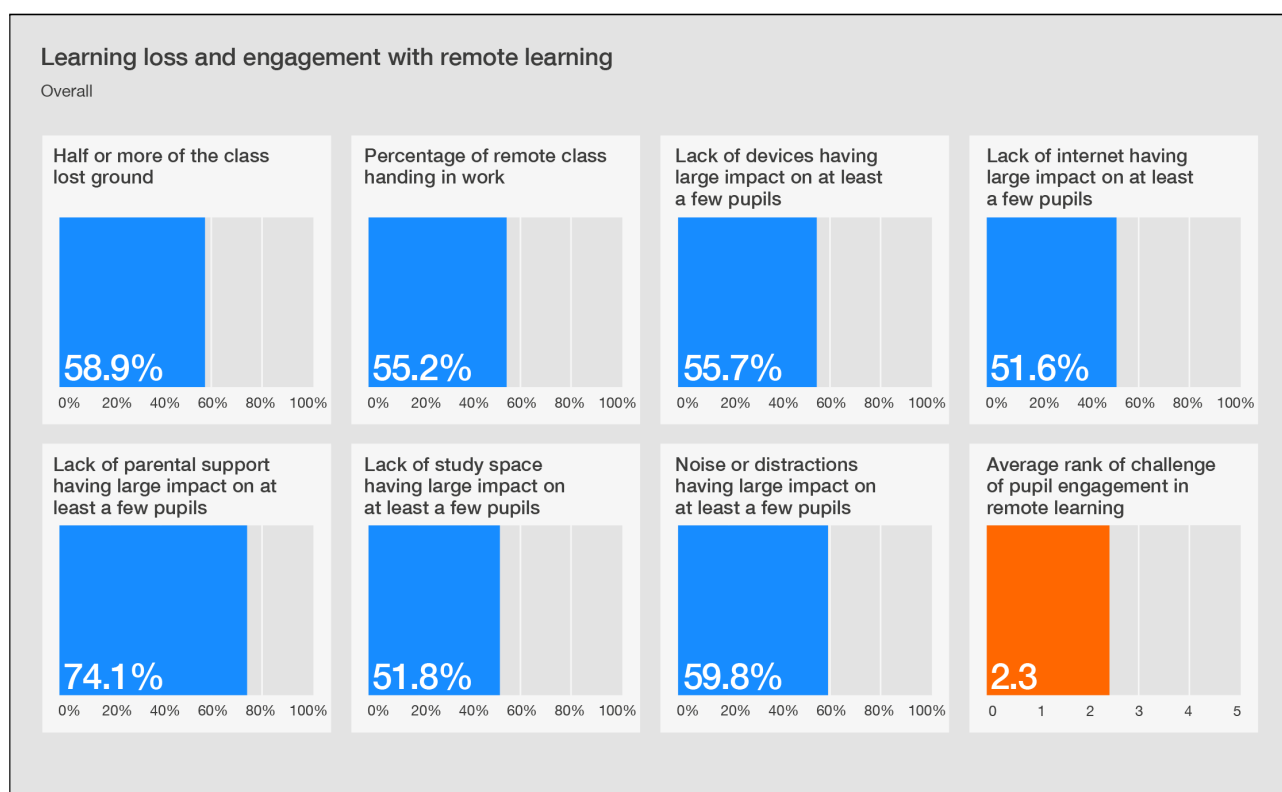 Learning loss and engagement with remote learning
Overall
Half or more of the class
lost ground
58.9%
0% 20% 40% 60% 80% 100%
Percentage of remote class
handing in work
55.2%
0% 20% 40% 60% 80% 100%
Lack of devices having
large impact on at least
a few pupils
55.7%
0% 20% 40% 60% 80% 100%
Lack of internet having
large impact on at least
a few pupils
51.6%
0% 20% 40% 60% 80% 100%
Lack of parental support
having large impact on at
least a few pupils
74.1%
0% 20% 40% 60% 80% 100%
Lack of study space
having large impact on
at least a few pupils
51.8%
0% 20% 40% 60% 80% 100%
Noise or distractions
having large impact on
at least a few pupils
59.8%
0% 20% 40% 60% 80% 100%
Average rank of challenge
of pupil engagement in
remote learning
2.3
0 1 2 3 4 5